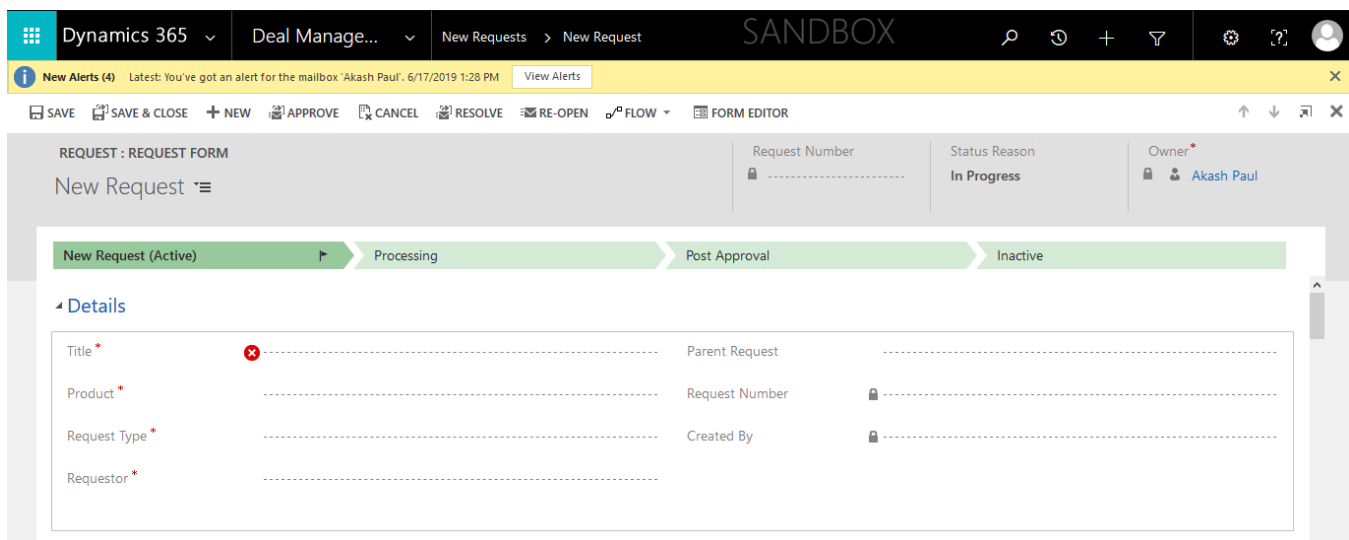 Dynamics 365 Deal Manage... New Requests > New Request SANDBOX [?]
New Alerts (4) Latest: You've got an alert for the mailbox 'Akash Paul'. 6/17/2019 1:28 PM View Alerts
SAVE SAVE & CLOSE + NEW APPROVE CANCEL RESOLVE RE-OPEN FLOW FORM EDITOR
REQUEST : REQUEST FORM
New Request
Request Number
Status Reason
In Progress
Owner*
Akash Paul
New Request (Active) Processing Post Approval Inactive
Details
Title* Parent Request
Product* Request Number
Request Type* Created By
Requestor*